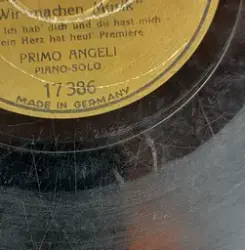 Wir machen Musik"
Ich hab' dich und du hast mich
ein Herz hat heut' Premiere
PRIMO ANGELI
PIANO-SOLO
17386
MADE IN GERMANY